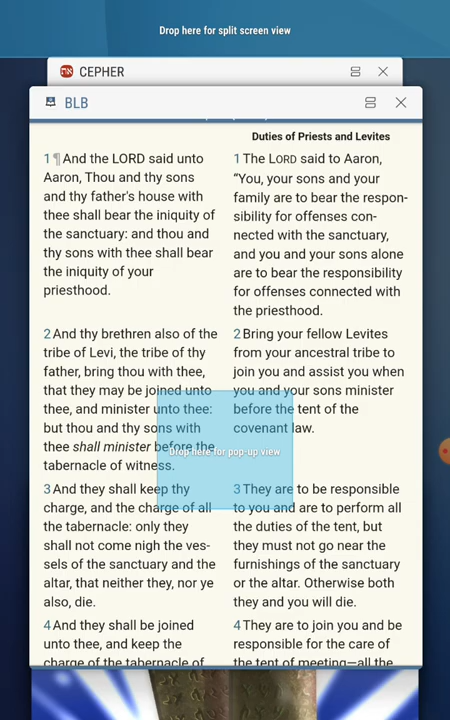 Drop here for split screen view
CEPHER
BLB
Duties of Priests and Levites
1 ¶ And the LORD said unto
Aaron, Thou and thy sons
and thy father's house with
thee shall bear the iniquity of
the sanctuary: and thou and
thy sons with thee shall bear
the iniquity of your
priesthood.
1 The LORD said to Aaron,
“You, your sons and your
family are to bear the respon-
sibility for offenses con-
nected with the sanctuary,
and you and your sons alone
are to bear the responsibility
for offenses connected with
the priesthood.
2 And thy brethren also of the
tribe of Levi, the tribe of thy
father, bring thou with thee,
that they may be joined unto
thee, and minister unto thee:
but thou and thy sons with
thee shall minister before the
tabernacle of witness.
2 Bring your fellow Levites
from your ancestral tribe to
join you and assist you when
you and your sons minister
before the tent of the
covenant law.
Drop here for pop-up view
3 And they shall keep thy
charge, and the charge of all
the tabernacle: only they
shall not come nigh the ves-
sels of the sanctuary and the
altar, that neither they, nor ye
also, die.
3 They are to be responsible
to you and are to perform all
the duties of the tent, but
they must not go near the
furnishings of the sanctuary
or the altar. Otherwise both
they and you will die.
4 And they shall be joined
unto thee, and keep the
charge of the tabernacle of
4 They are to join you and be
responsible for the care of
the tent of meeting—all the